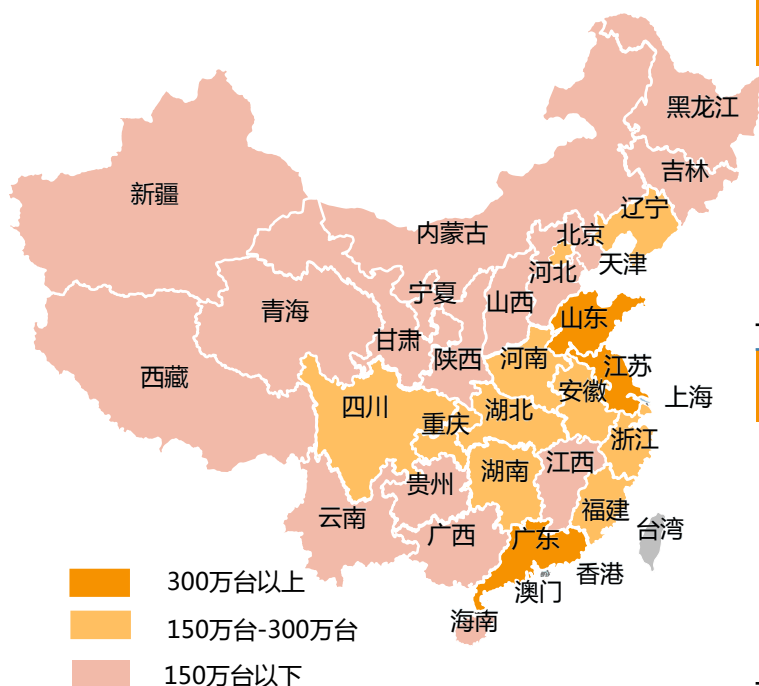 黑龙江
吉林
新疆
辽宁
内蒙古
北京
天津
河北
宁夏
山西
青海
山东
甘肃
陕西
河南
江苏
西藏
安徽
上海
四川
湖北
重庆
浙江
湖南
江西
贵州
福建
云南
广西
广东
台湾
香港
澳门
海南
300万台以上
150万台-300万台
150万台以下